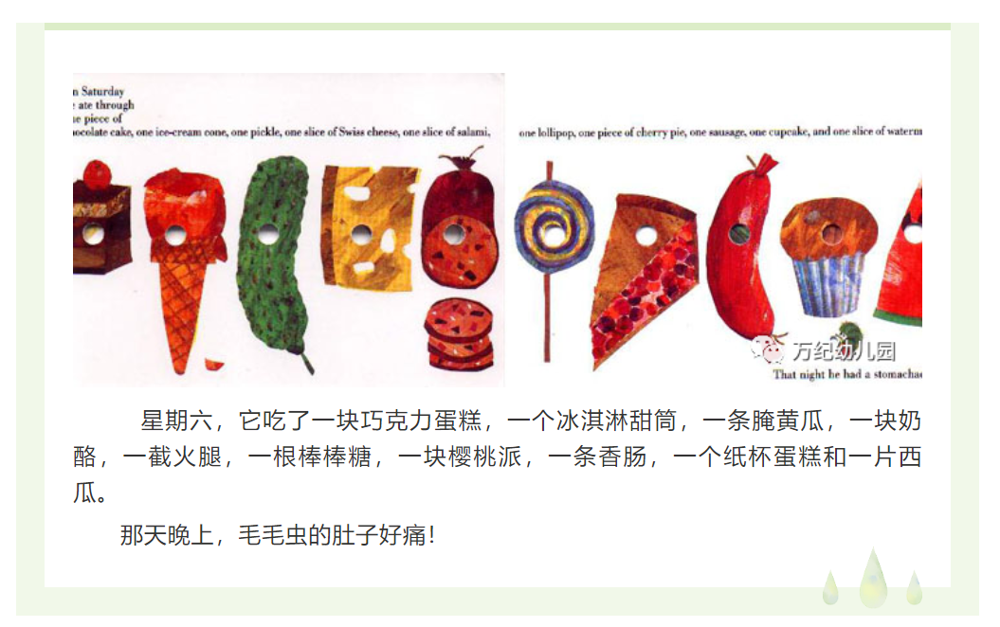 n Saturday
ate through
e piece of
ocolate cake, one ice-cream cone, one pickle, one slice of Swiss cheese, one slice of salami,
one lollipop, one piece of cherry pie, one sausage, one cupcake, and one slice of waterm
万纪幼儿园
That night he had a stomachac
星期六，它吃了一块巧克力蛋糕，一个冰淇淋甜筒，一条腌黄瓜，一块奶
酪，一截火腿，一根棒棒糖，一块樱桃派，一条香肠，一个纸杯蛋糕和一片西
瓜。
那天晚上，毛毛虫的肚子好痛！